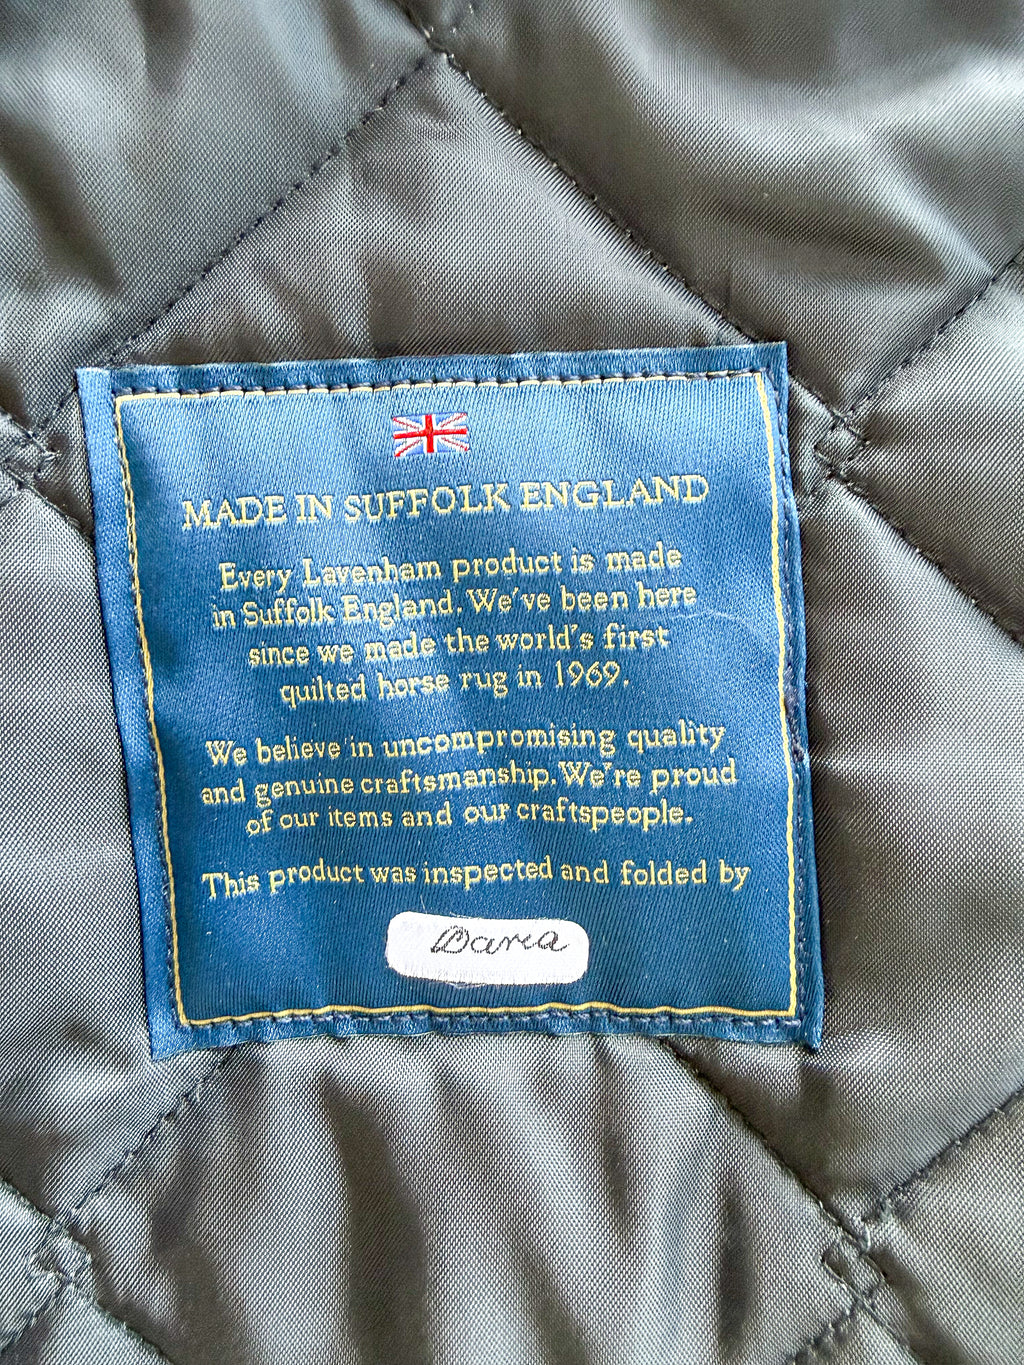 MADE IN SUFFOLK ENGLAND
Every Lavenham product is made
in Suffolk England. We've been here
since we made the world's first
quilted horse rug in 1969.
We believe in uncompromising quality
and genuine craftsmanship. We're proud
of our items and our craftspeople.
This product was inspected and folded by
Daria